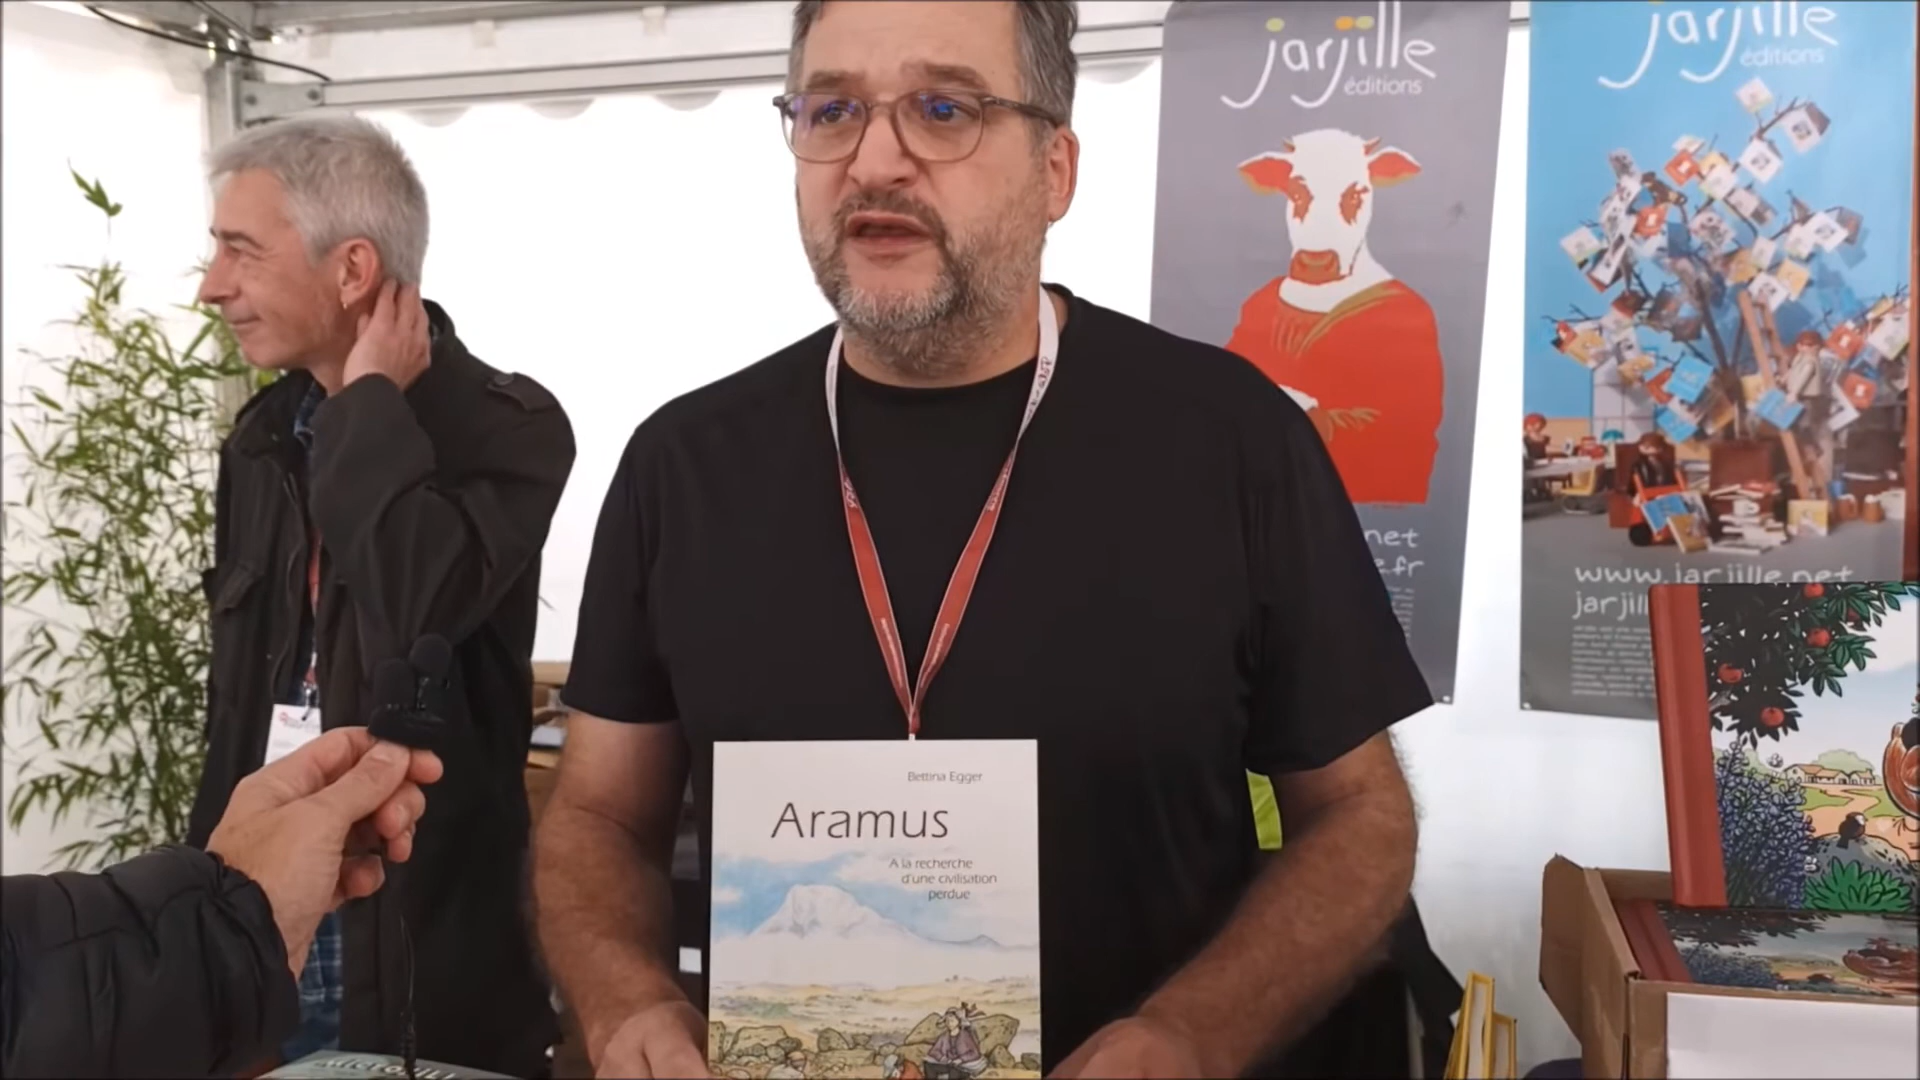 jarjille
éditions
jarjille
éditions
net
e.fr
www.jarjille.net
jarjill
Bettina Egger
Aramus
A la recherche
d'une civilisation
perdue